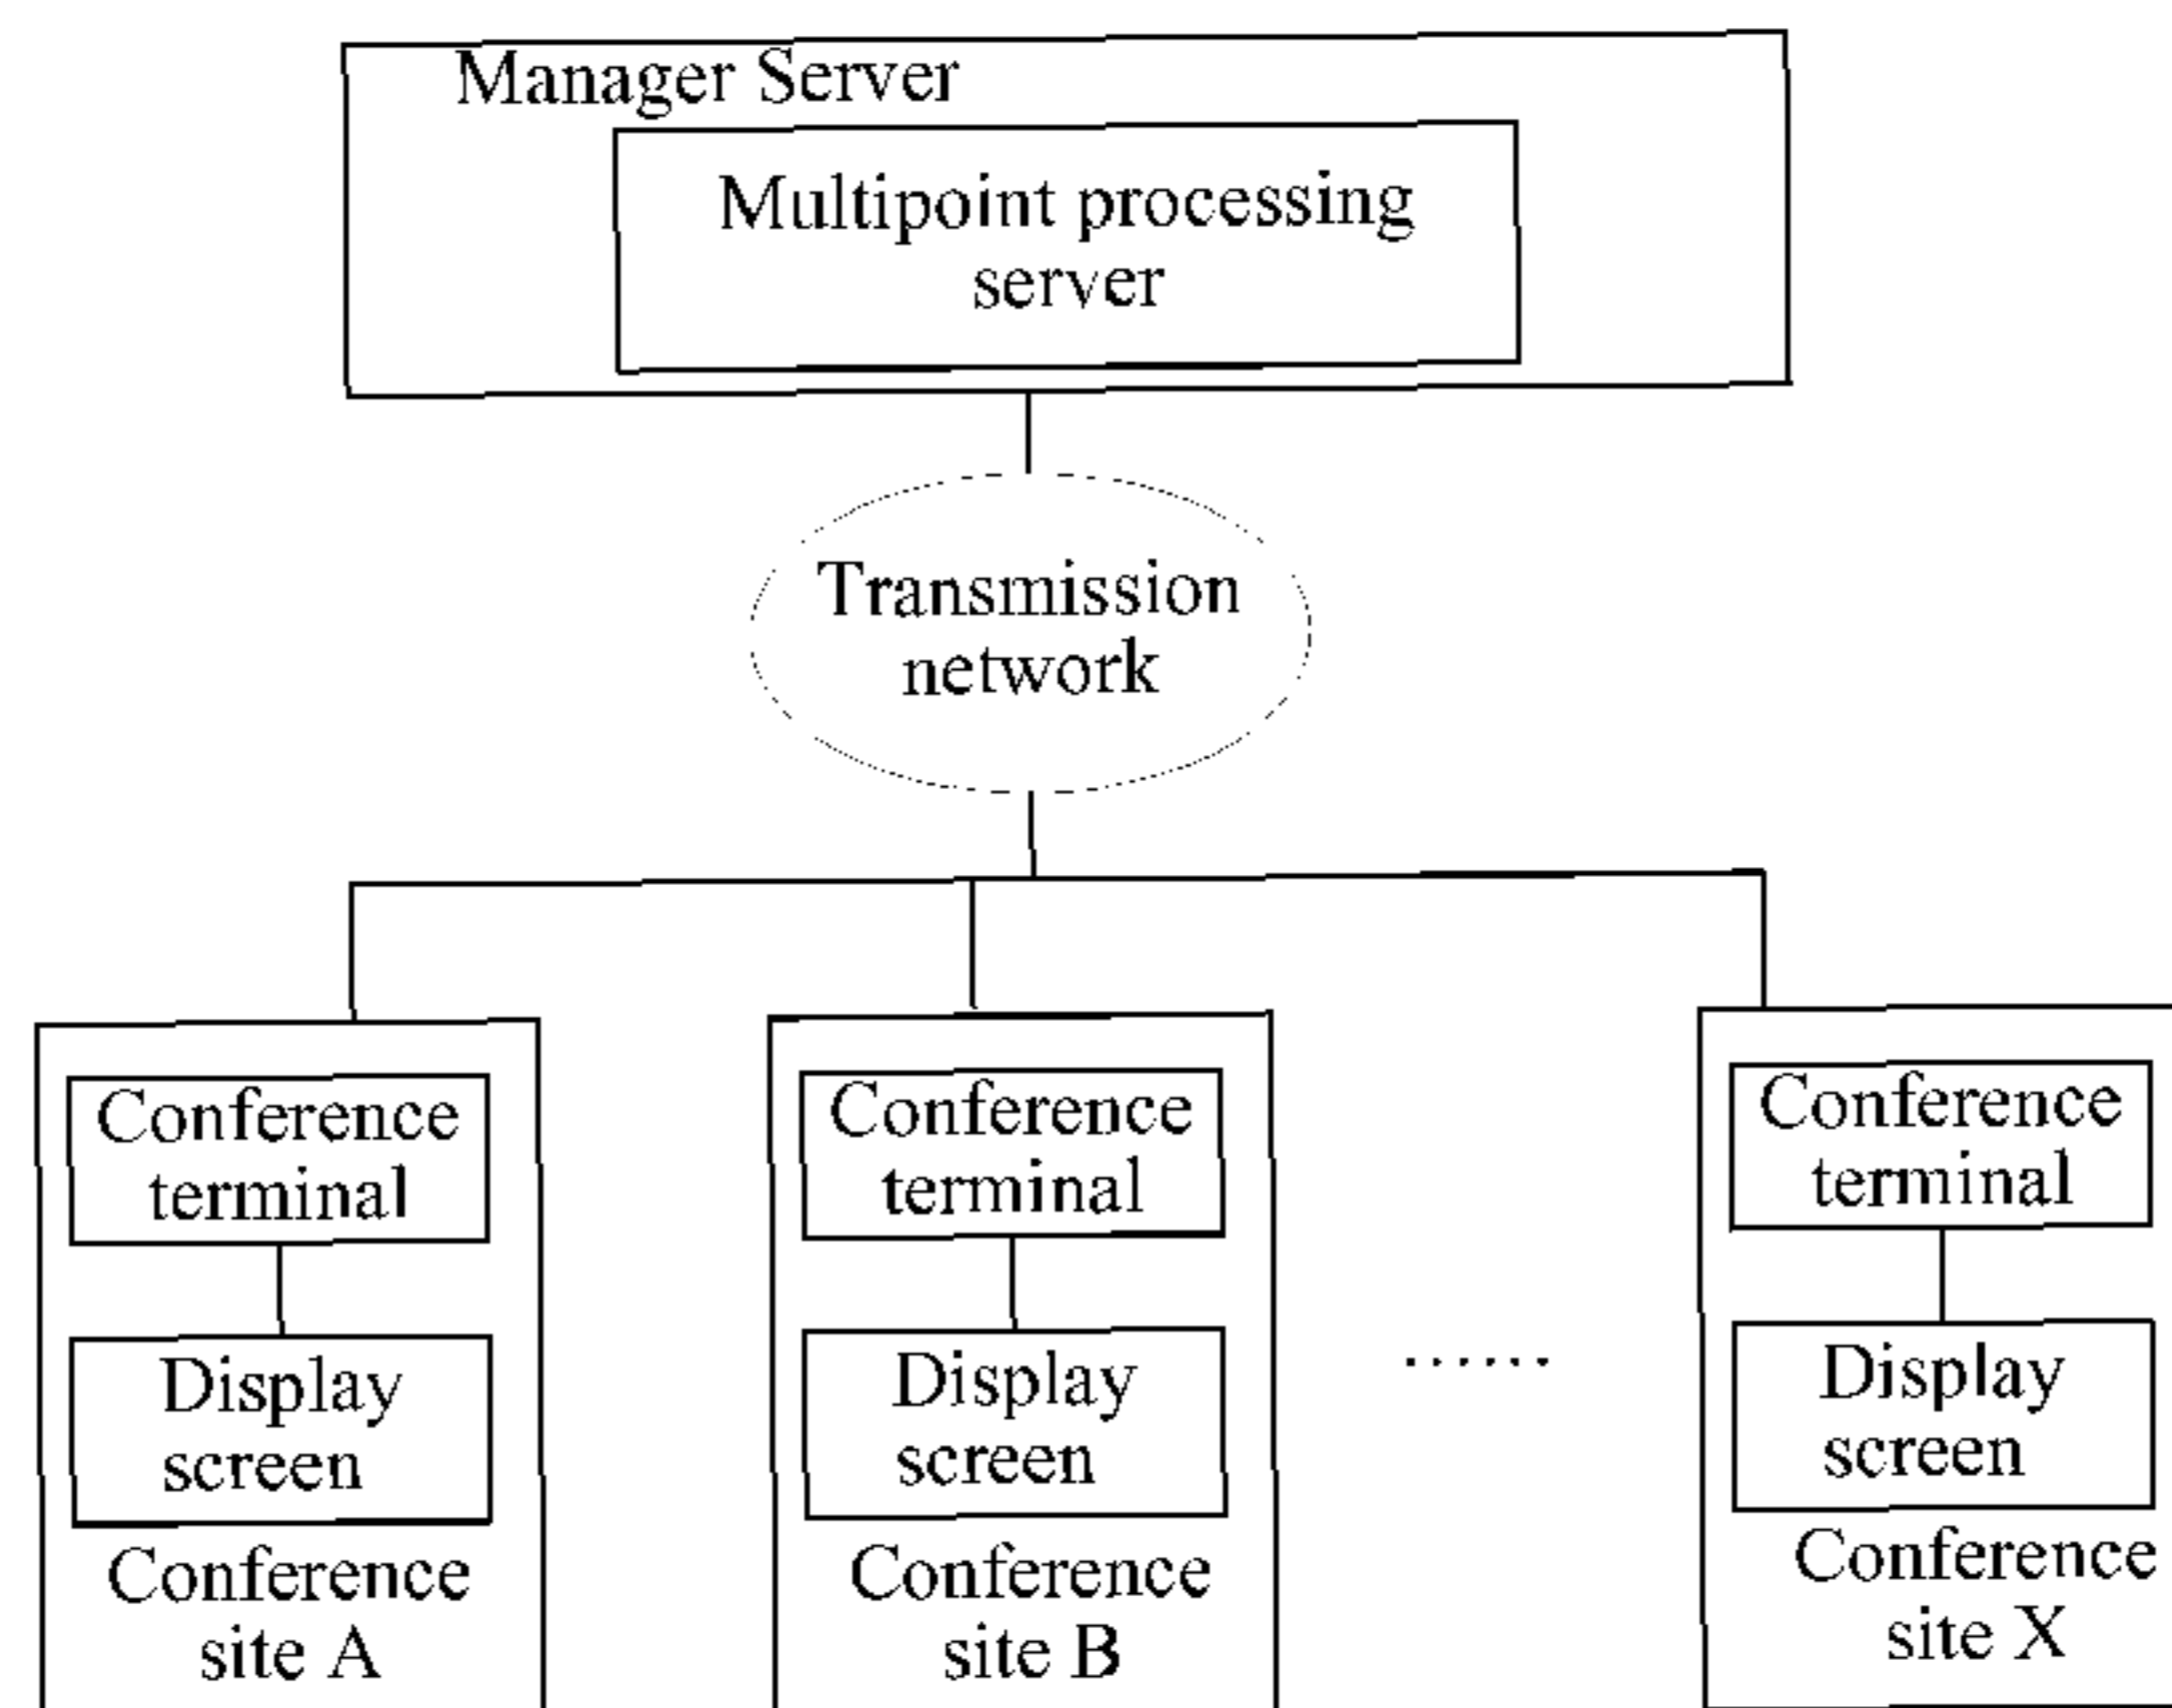 Manager Server
Multipoint processing
server
Transmission
network
Conference
terminal
Display
screen
Conference
site A
Conference
terminal
Display
screen
Conference
site B
......
Conference
terminal
Display
screen
Conference
site X